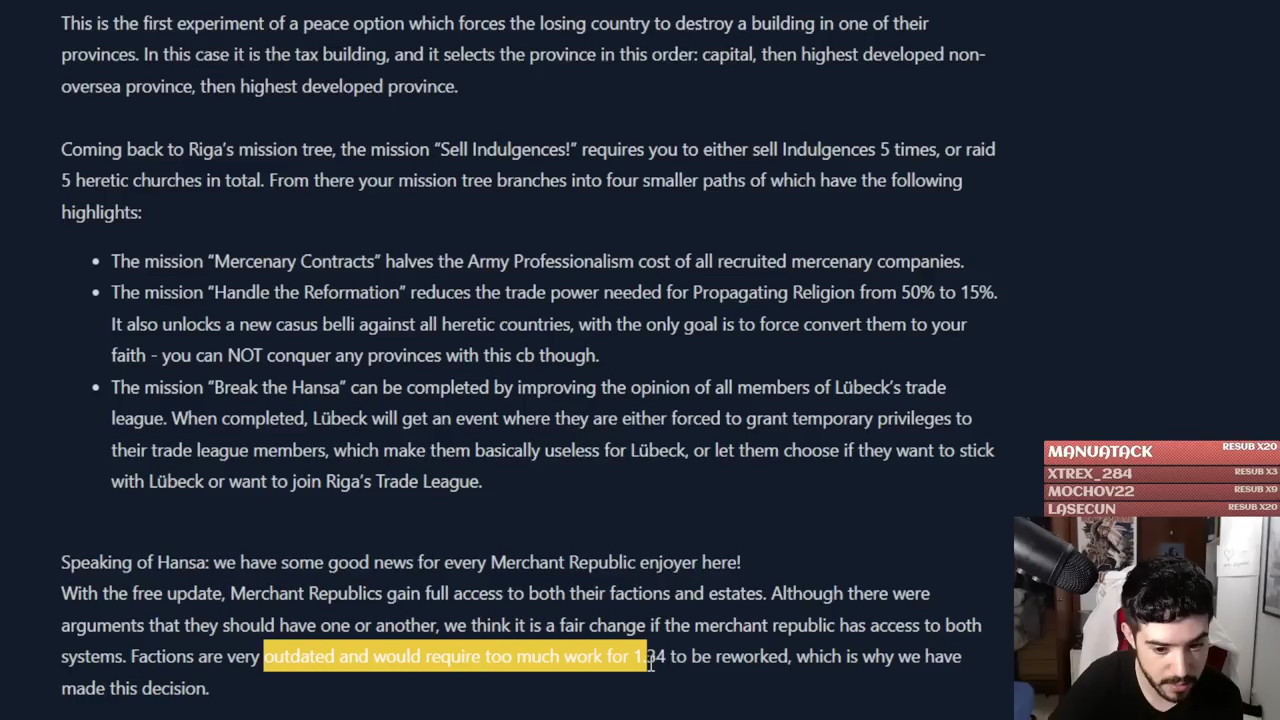 This is the first experiment of a peace option which forces the losing country to destroy a building in one of their
provinces. In this case it is the tax building, and it selects the province in this order: capital, then highest developed non-
oversea province, then highest developed province.
Coming back to Riga's mission tree, the mission "Sell Indulgences!" requires you to either sell Indulgences 5 times, or raid
5 heretic churches in total. From there your mission tree branches into four smaller paths of which have the following
highlights:
• The mission "Mercenary Contracts" halves the Army Professionalism cost of all recruited mercenary companies.
• The mission "Handle the Reformation" reduces the trade power needed for Propagating Religion from 50% to 15%.
It also unlocks a new casus belli against all heretic countries, with the only goal is to force convert them to your
faith - you can NOT conquer any provinces with this cb though.
• The mission "Break the Hansa" can be completed by improving the opinion of all members of Lübeck's trade
league. When completed, Lübeck will get an event where they are either forced to grant temporary privileges to
their trade league members, which make them basically useless for Lübeck, or let them choose if they want to stick
with Lübeck or want to join Riga's Trade League.
Speaking of Hansa: we have some good news for every Merchant Republic enjoyer here!
With the free update, Merchant Republics gain full access to both their factions and estates. Although there were
arguments that they should have one or another, we think it is a fair change if the merchant republic has access to both
systems. Factions are very outdated and would require too much work for 1.34 to be reworked, which is why we have
made this decision.
MANUATACK RESUB X20
XTREX_284 RESUB X3
MOCHOV22 RESUB X9
LASECUN RESUB X20